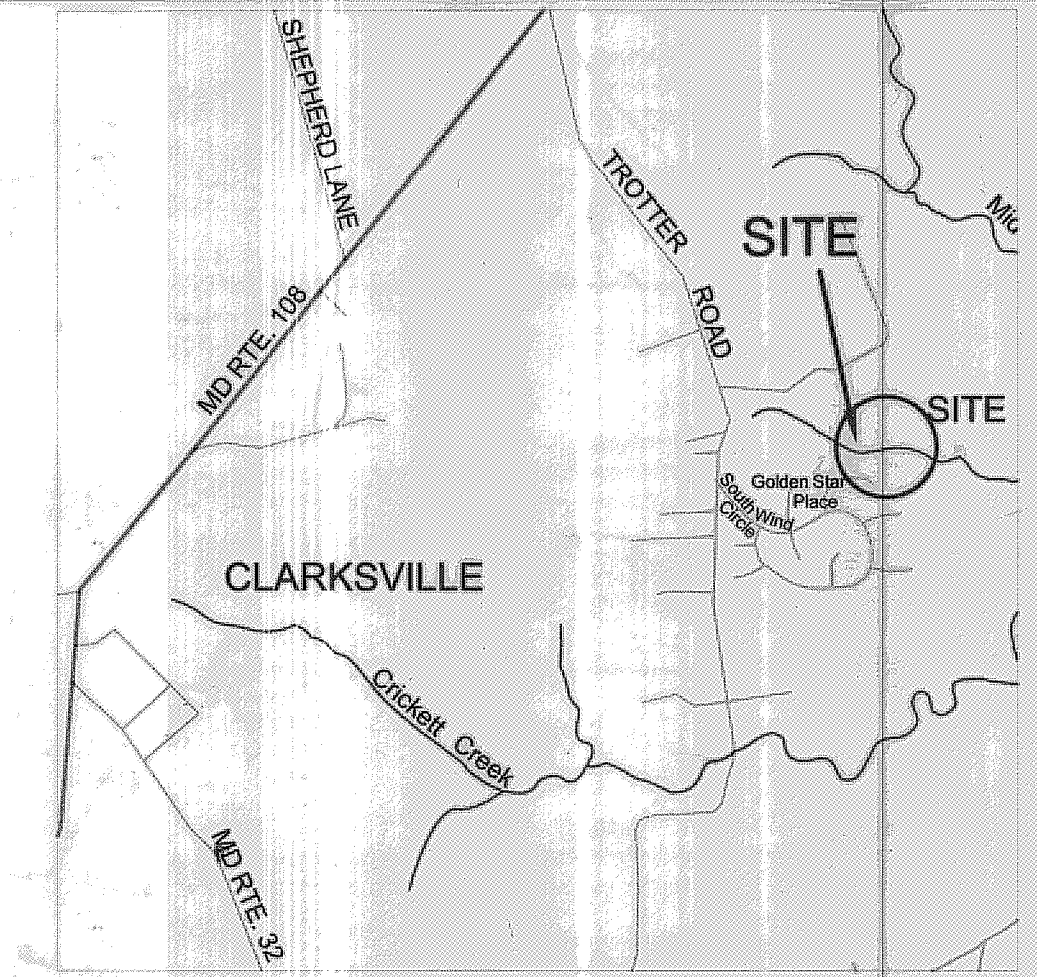 SHEPHERD LANE
TROTTER
ROAD
SITE
MD RTE. 108
SITE
Golden Star
Place
South Wind
Circle
CLARKSVILLE
Crickett Creek
MD RTE. 32